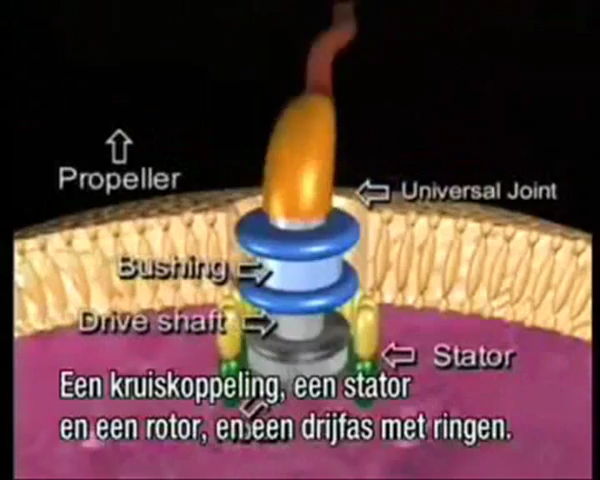 Propeller
Universal Joint
Bushing
Drive shaft
Stator
Een kruiskoppeling, een stator
en een rotor, en een drijfas met ringen.